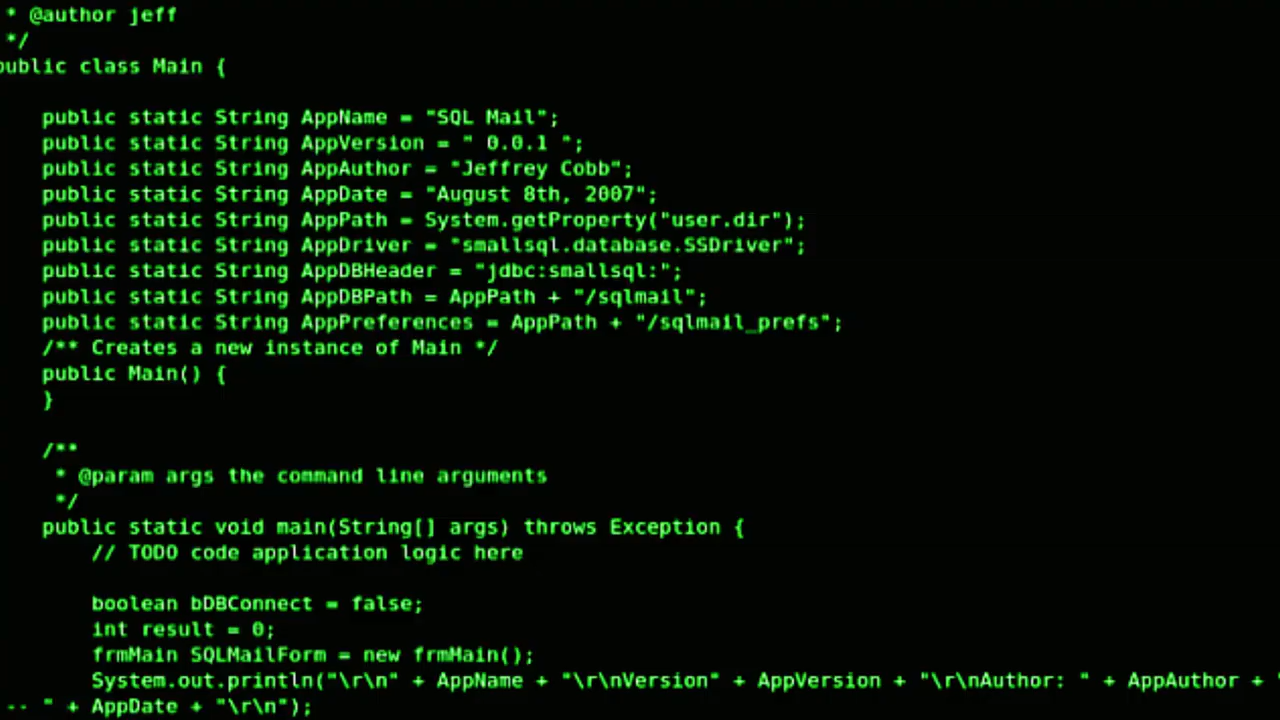 * @author jeff
*/
public class Main {
public static String AppName = "SQL Mail";
public static String AppVersion = " 0.0.1 ";
public static String AppAuthor = "Jeffrey Cobb";
public static String AppDate = "August 8th, 2007";
public static String AppPath = System.getProperty("user.dir");
public static String AppDriver = "smallsql.database.SSDriver";
public static String AppDBHeader = "jdbc:smallsql:";
public static String AppDBPath = AppPath + "/sqlmail";
public static String AppPreferences = AppPath + "/sqlmail_prefs";
/** Creates a new instance of Main */
public Main() {
}
/**
* @param args the command line arguments
*/
public static void main(String[] args) throws Exception {
// TODO code application logic here
boolean bDBConnect = false;
int result = 0;
frmMain SQLMailForm = new frmMain();
System.out.println("\r\n" + AppName + "\r\nVersion" + AppVersion + "\r\nAuthor: " + AppAuthor + "
-- " + AppDate + "\r\n");